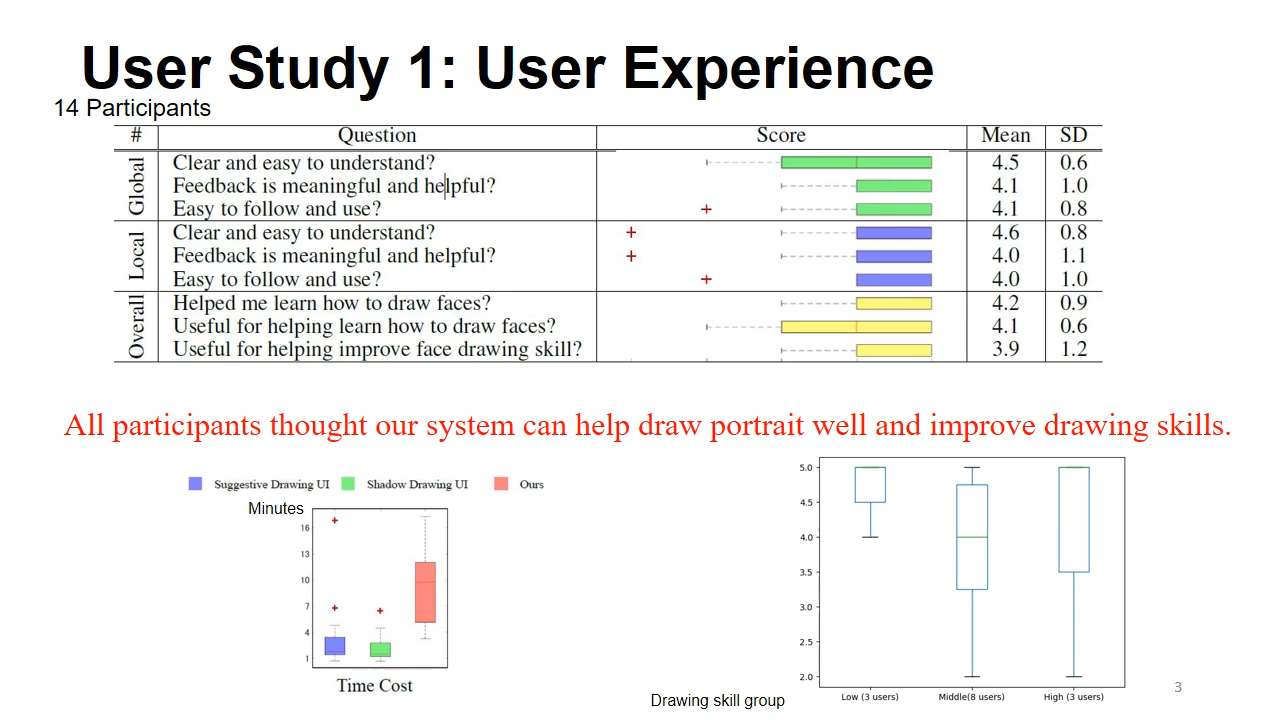 User Study 1: User Experience
14 Participants
# Question Score Mean SD
Global
Clear and easy to understand? 4.5 0.6
Feedback is meaningful and helpful? 4.1 1.0
Easy to follow and use? 4.1 0.8
Local
Clear and easy to understand? 4.6 0.8
Feedback is meaningful and helpful? 4.0 1.1
Easy to follow and use? 4.0 1.0
Overall
Helped me learn how to draw faces? 4.2 0.9
Useful for helping learn how to draw faces? 4.1 0.6
Useful for helping improve face drawing skill? 3.9 1.2
All participants thought our system can help draw portrait well and improve drawing skills.
Suggestive Drawing UI Shadow Drawing UI Ours
Minutes
16
13
10
7
4
1
Time Cost
5.0
4.5
4.0
3.5
3.0
2.5
2.0
Low (3 users) Middle(8 users) High (3 users)
Drawing skill group
3